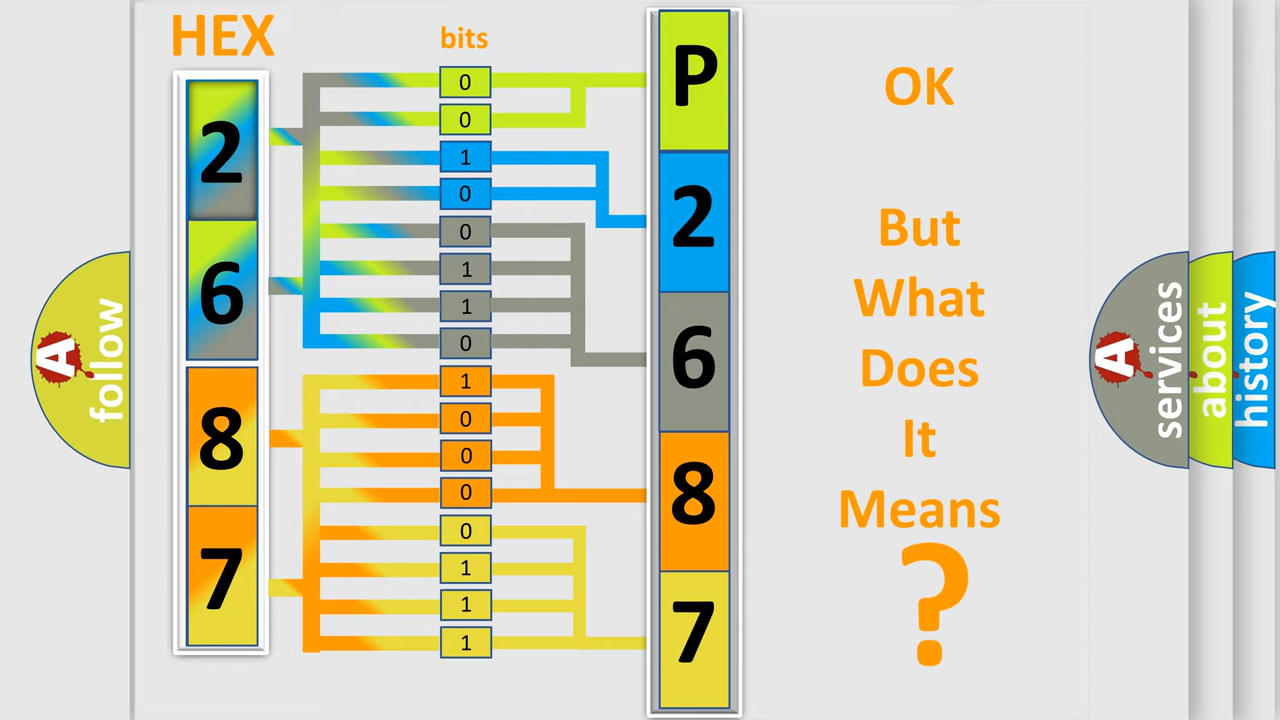 HEX
bits
2
6
8
7
0
0
1
0
0
1
1
0
1
0
0
0
0
1
1
1
P
2
6
8
7
OK
But
What
Does
It
Means
?
A
follow
A
services
about
history